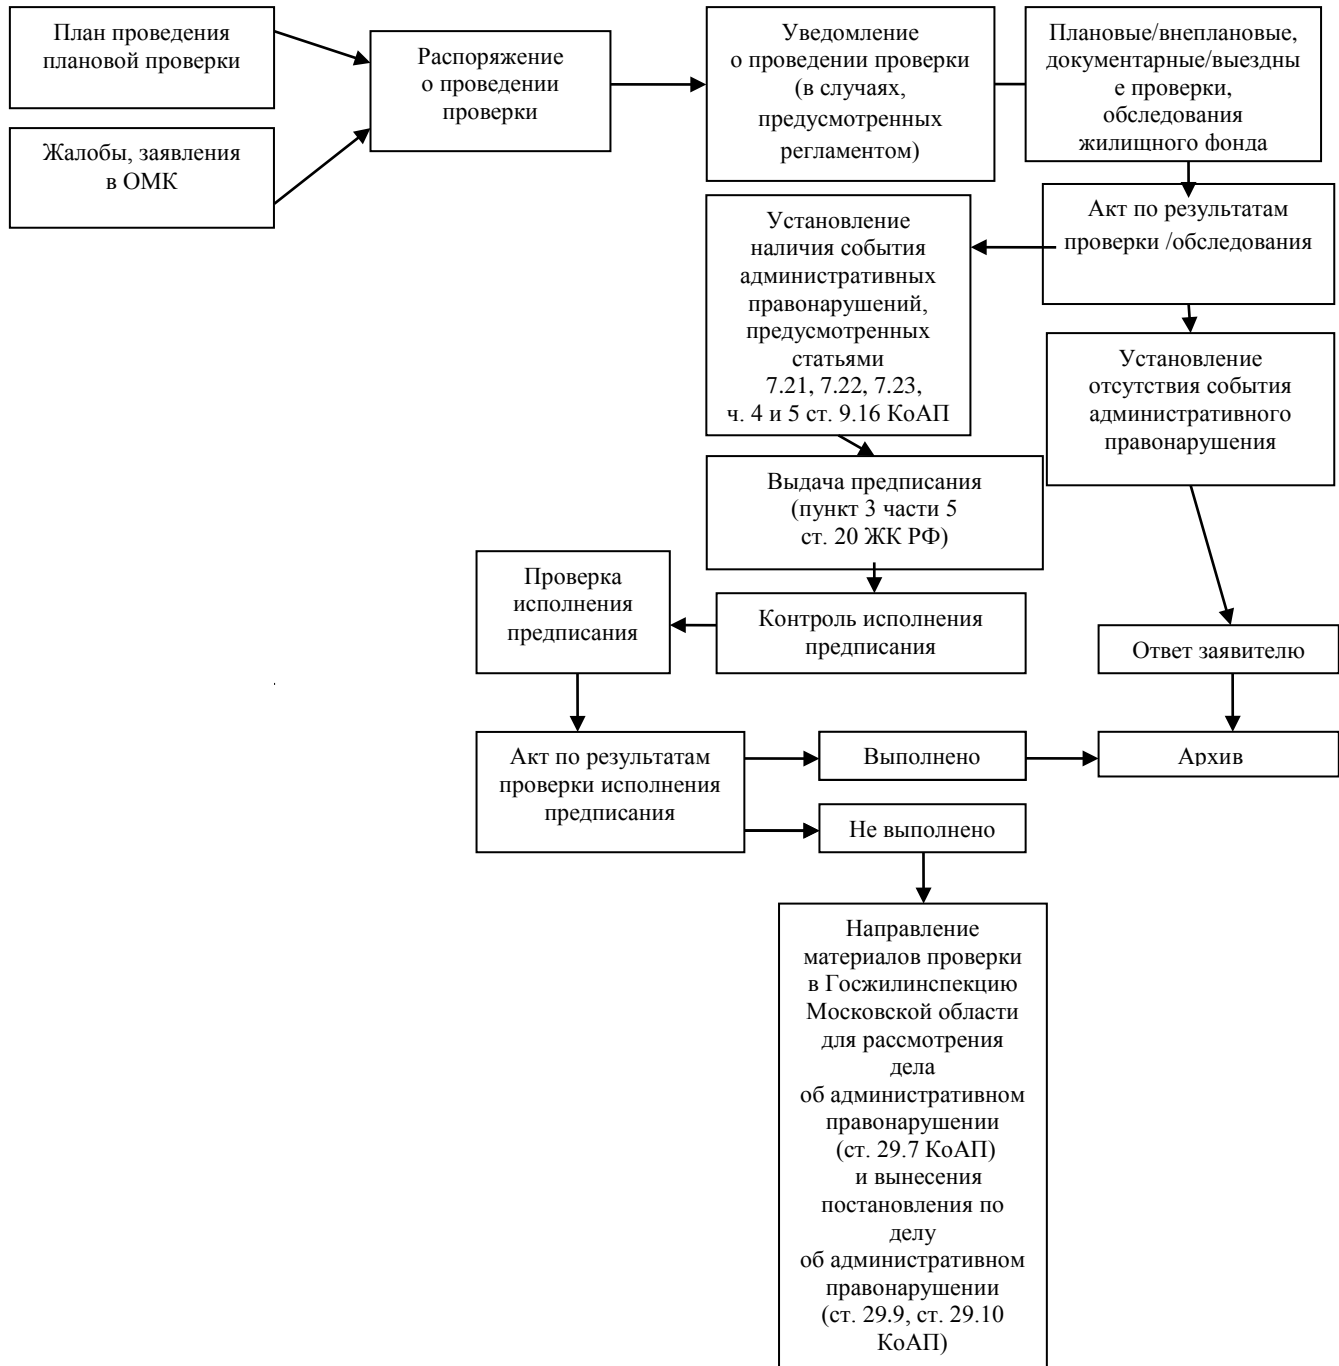 План проведения
плановой проверки
Жалобы, заявления
в ОМК
Распоряжение
о проведении
проверки
Уведомление
о проведении проверки
(в случаях,
предусмотренных
регламентом)
Плановые/внеплановые,
документарные/выездны
е проверки,
обследования
жилищного фонда
Акт по результатам
проверки /обследования
Установление
наличия события
административных
правонарушений,
предусмотренных
статьями
7.21, 7.22, 7.23,
ч. 4 и 5 ст. 9.16 КоАП
Установление
отсутствия события
административного
правонарушения
Выдача предписания
(пункт 3 части 5
ст. 20 ЖК РФ)
Проверка
исполнения
предписания
Контроль исполнения
предписания
Ответ заявителю
Акт по результатам
проверки исполнения
предписания
Выполнено
Архив
Не выполнено
Направление
материалов проверки
в Госжилинспекцию
Московской области
для рассмотрения
дела
об административном
правонарушении
(ст. 29.7 КоАП)
и вынесения
постановления по
делу
об административном
правонарушении
(ст. 29.9, ст. 29.10
КоАП)